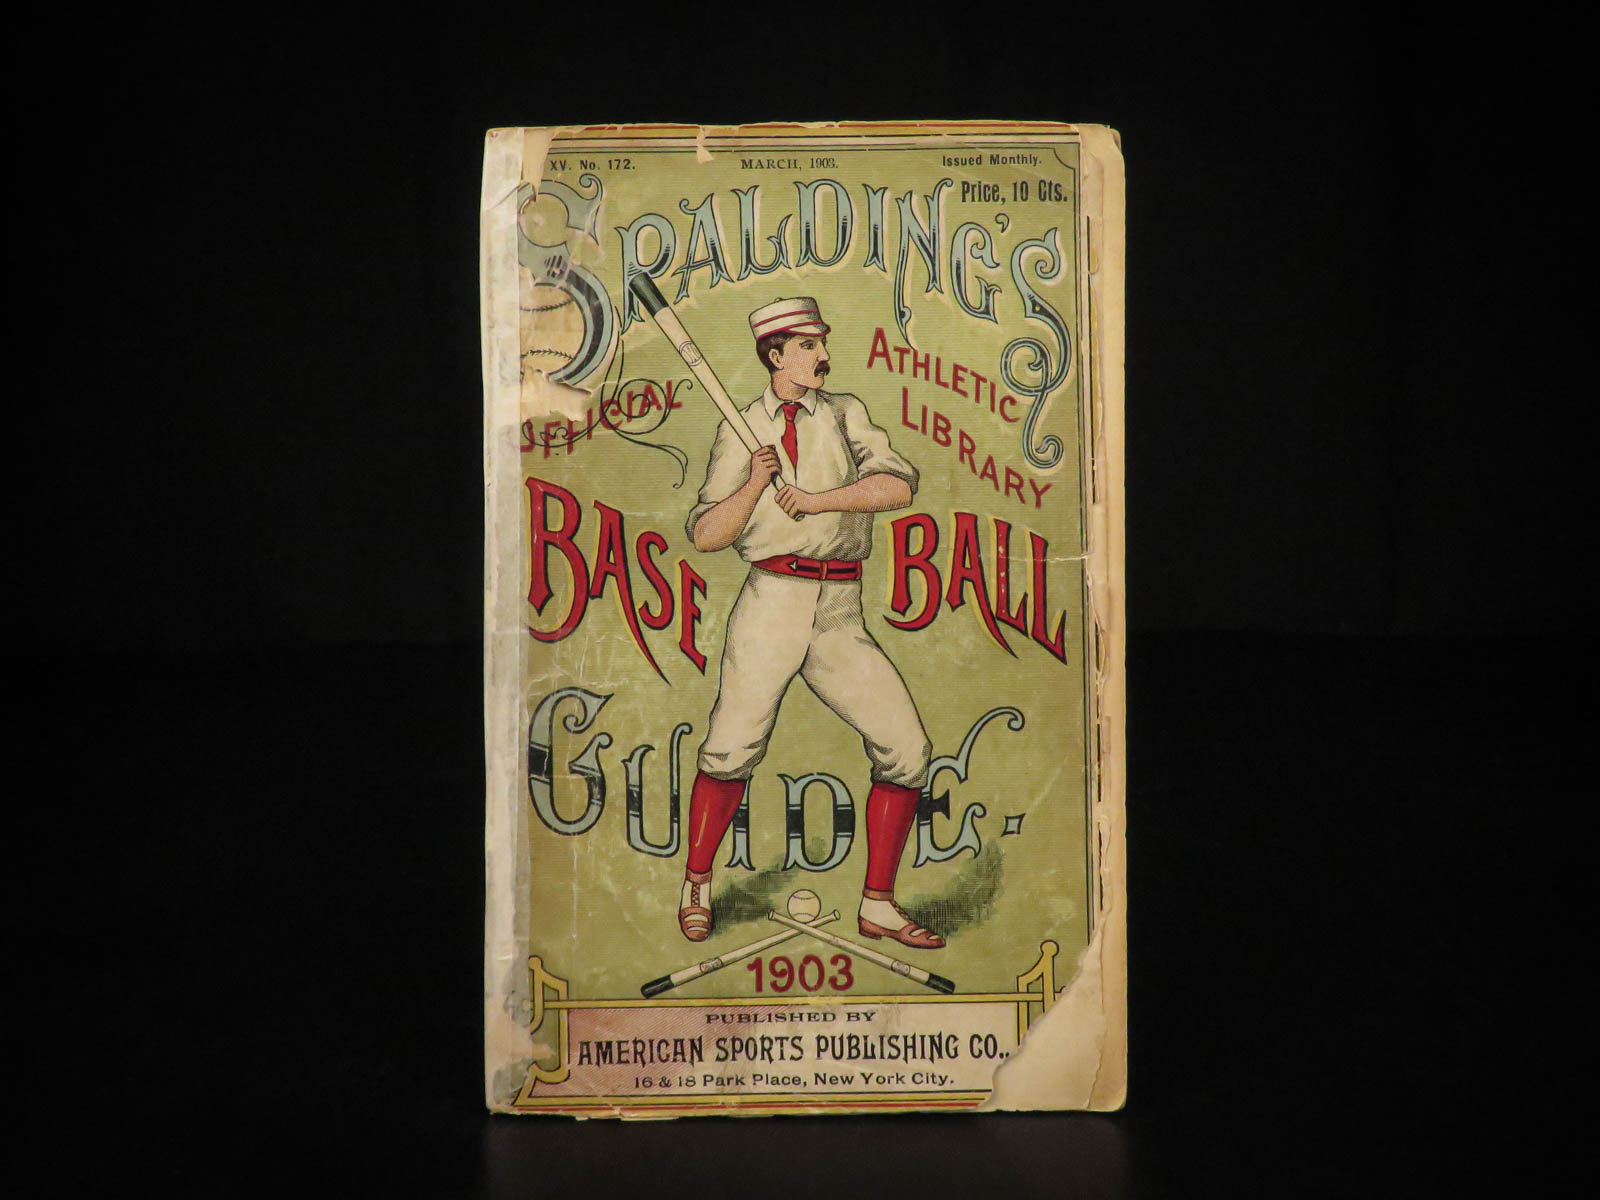 XV. No. 172.
MARCH, 1903.
Issued Monthly.
Price, 10 Cts.
SPALDING'S
OFFICIAL
ATHLETIC
LIBRARY
BASE BALL
GUIDE.
1903
PUBLISHED BY
AMERICAN SPORTS PUBLISHING CO.,
16 & 18 Park Place, New York City.